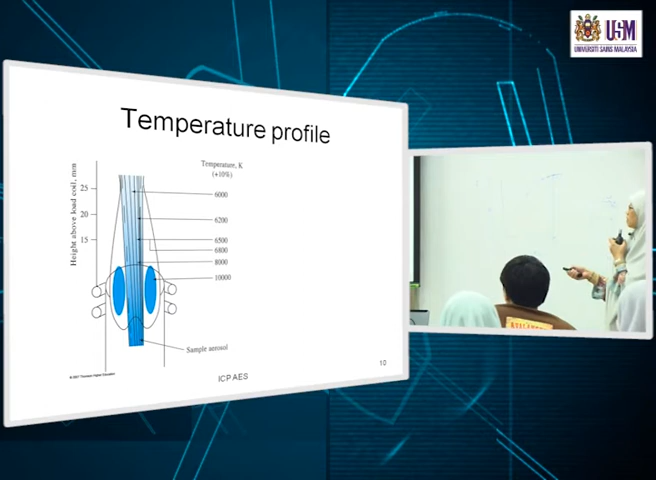 USM
UNIVERSITI SAINS MALAYSIA
Temperature profile
Temperature, K
(+10%)
Height above load coil, mm
25
20
15
6000
6200
6500
6800
8000
10000
Sample aerosol
ICP AES
10